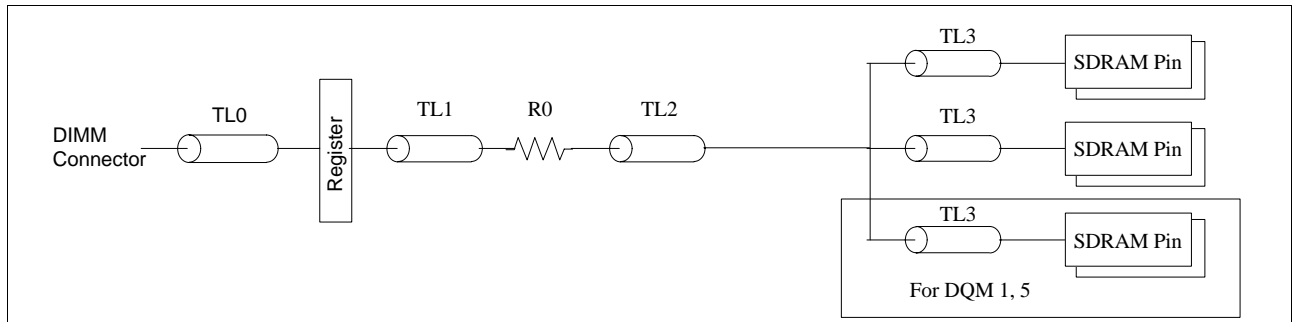 TL3
SDRAM Pin
DIMM
Connector
TL0
Register
TL1
R0
TL2
TL3
SDRAM Pin
TL3
SDRAM Pin
For DQM 1, 5